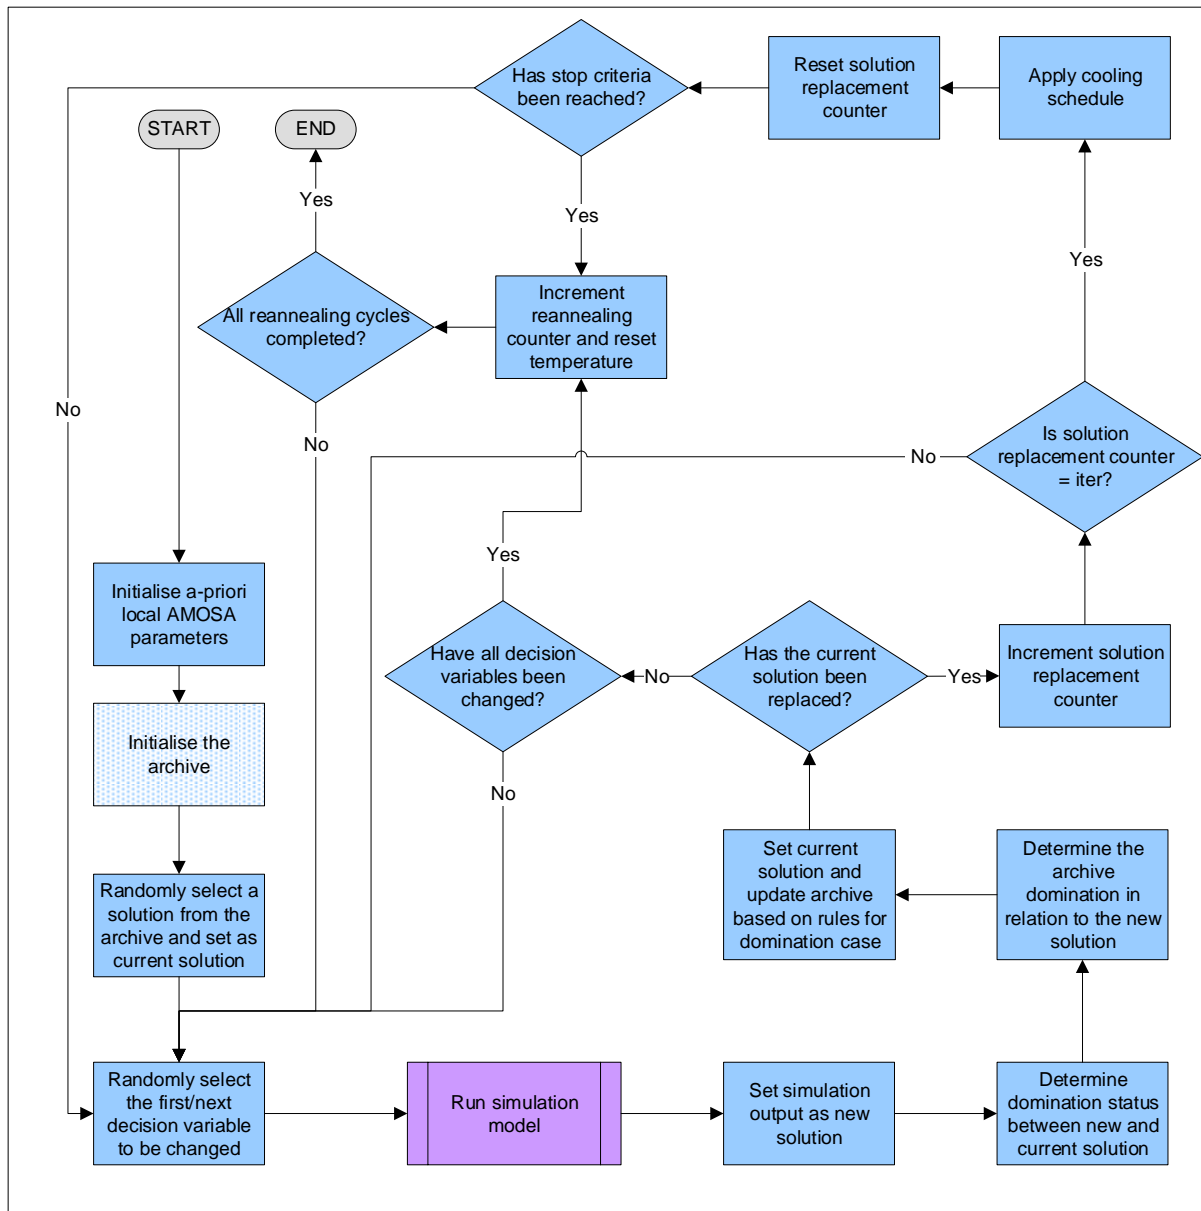 Has stop criteria
been reached?
Reset solution
replacement
counter
Apply cooling
schedule
START
END
Yes
Yes
Yes
All reannealing cycles
completed?
Increment
reannealing
counter and reset
temperature
No
No
No
Is solution
replacement counter
= iter?
Yes
Initialise a-priori
local AMOSA
parameters
Have all decision
variables been
changed?
No
Has the current
solution been
replaced?
Yes
Increment solution
replacement
counter
Initialise the
archive
No
Set current
solution and
update archive
based on rules for
domination case
Determine the
archive
domination in
relation to the new
solution
Randomly select a
solution from the
archive and set as
current solution
Randomly select
the first/next
decision variable
to be changed
Run simulation
model
Set simulation
output as new
solution
Determine
domination status
between new and
current solution